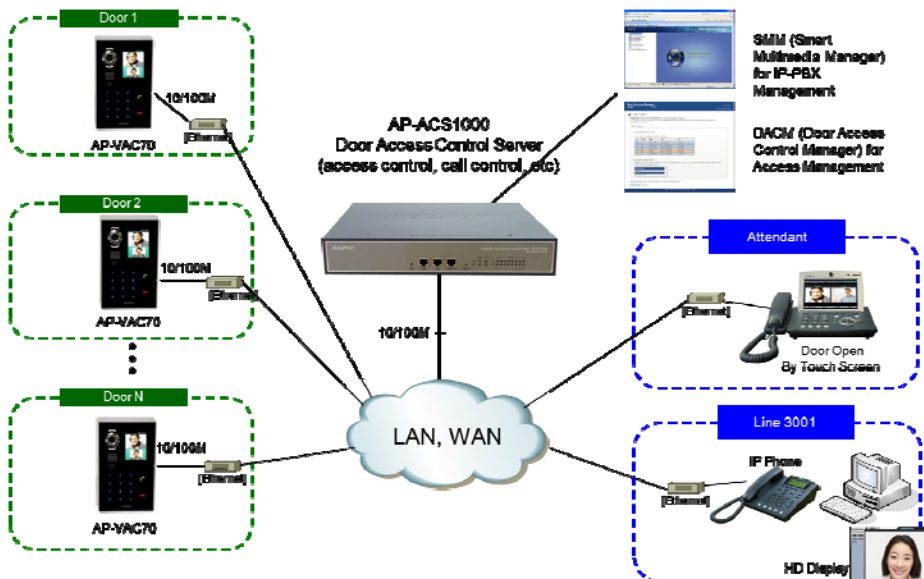 Door 1
10/100M
[Ethernet]
AP-VAC70
Door 2
10/100M
[Ethernet]
AP-VAC70
Door N
10/100M
[Ethernet]
AP-VAC70
AP-ACS1000
Door Access Control Server
(access control, call control, etc)
10/100M
LAN, WAN
SMM (Smart
Multimedia Manager)
for IP-PBX
Management
DACM (Door Access
Control Manager) for
Access Management
Attendant
[Ethernet]
Door Open
By Touch Screen
Line 3001
IP Phone
[Ethernet]
HD Display